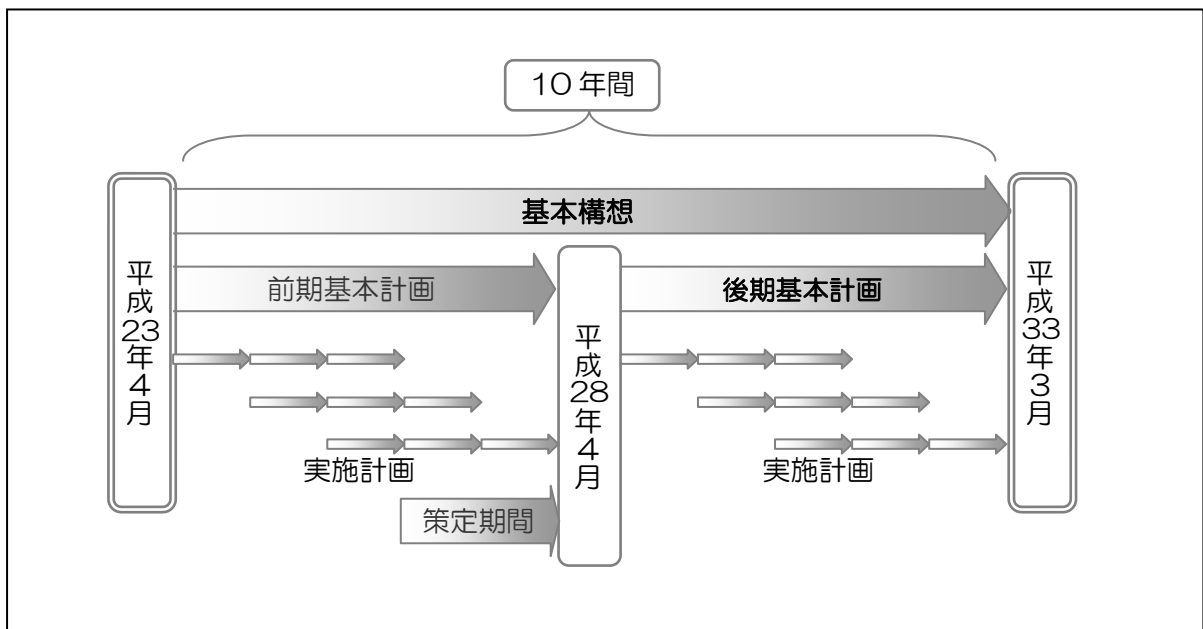 10年間
基本構想
平成23年4月
前期基本計画
平成28年4月
後期基本計画
平成33年3月
実施計画
実施計画
策定期間